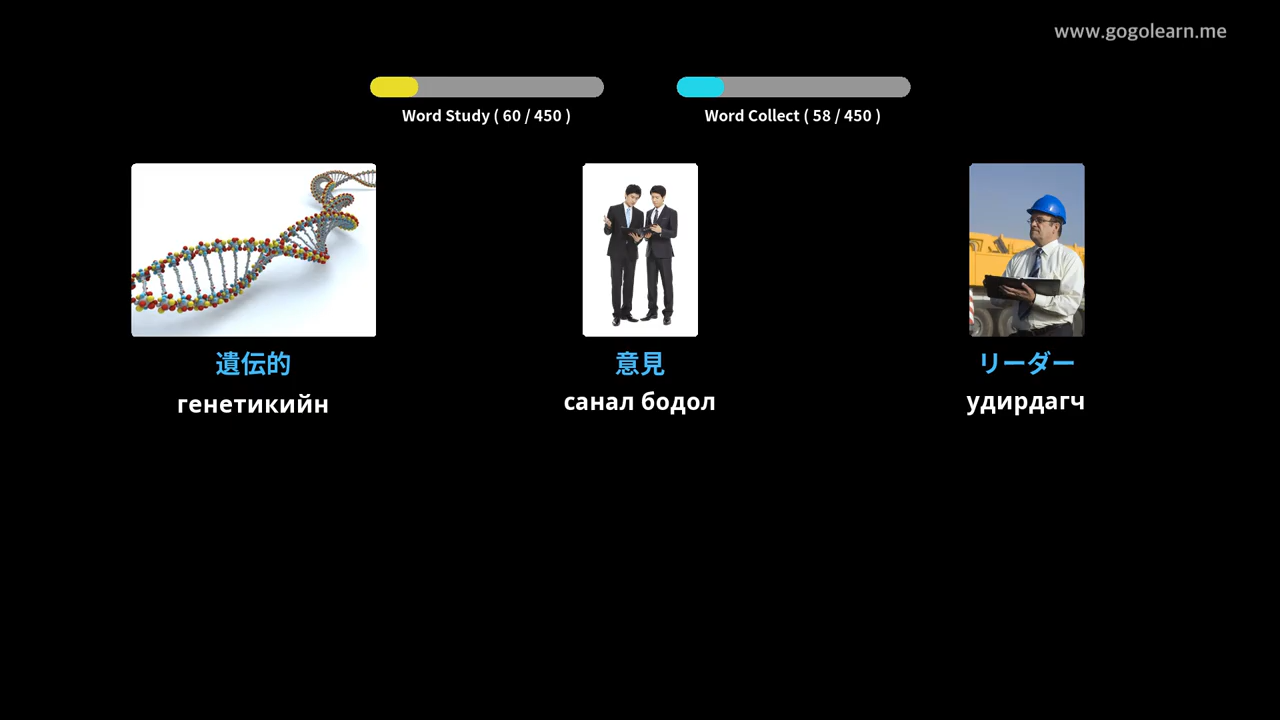 www.gogolearn.me
Word Study ( 60 / 450 )
Word Collect ( 58 / 450 )
遺伝的
генетикийн
意見
санал бодол
リーダー
удирдагч